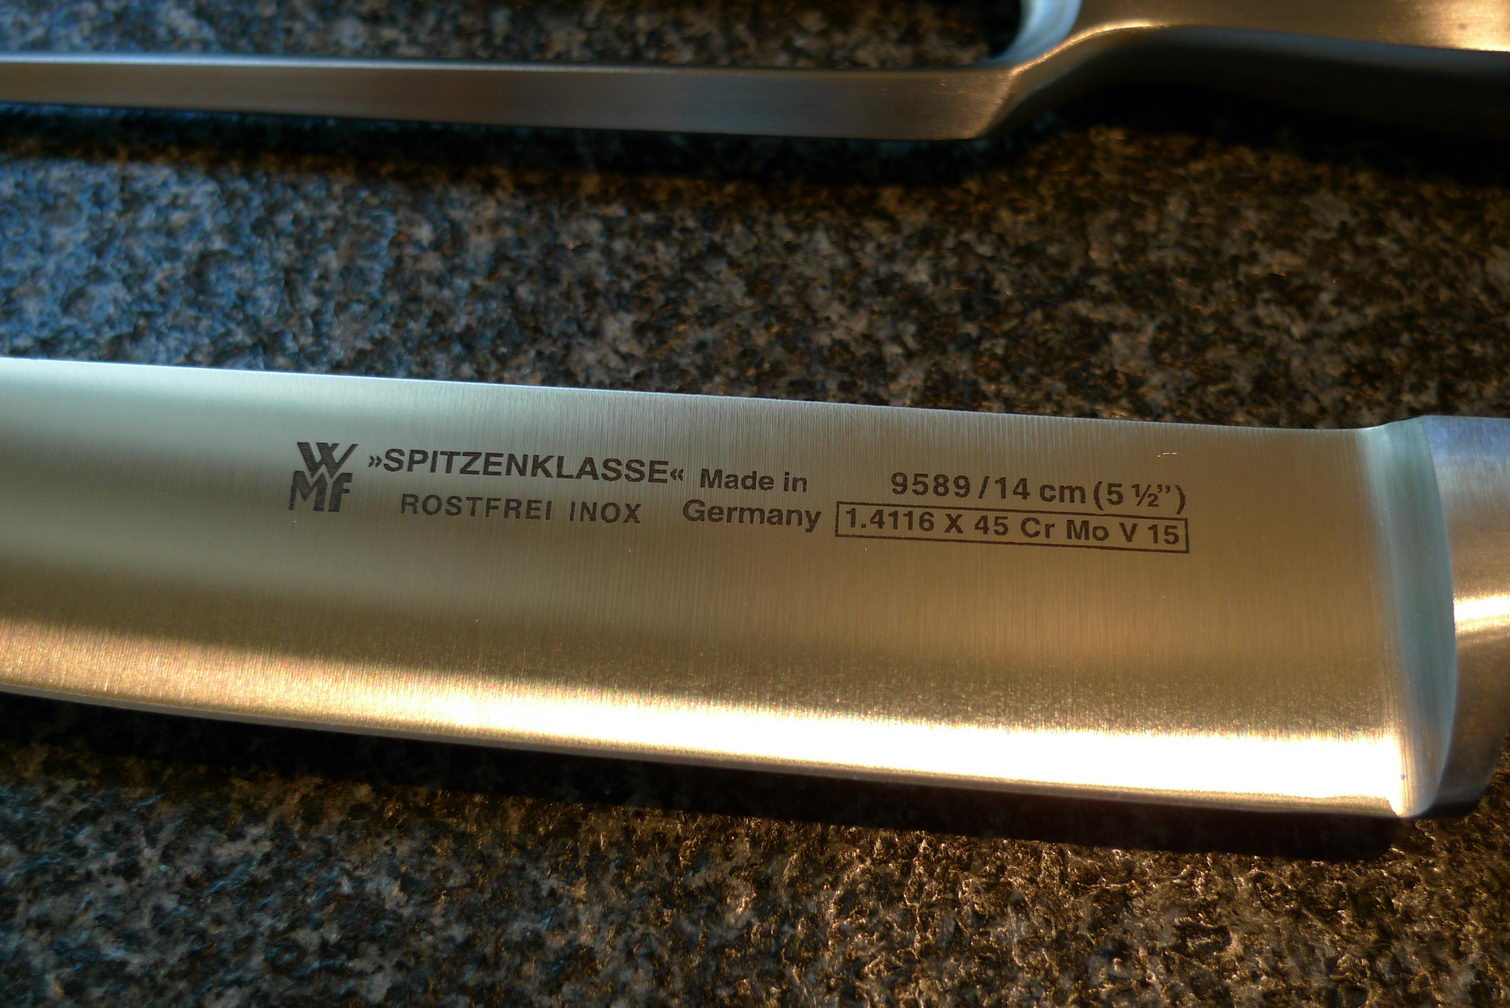 WMF
»SPITZENKLASSE« Made in 9589/14 cm (5 ½”)
ROSTFREI INOX Germany 1.4116 X 45 Cr Mo V 15